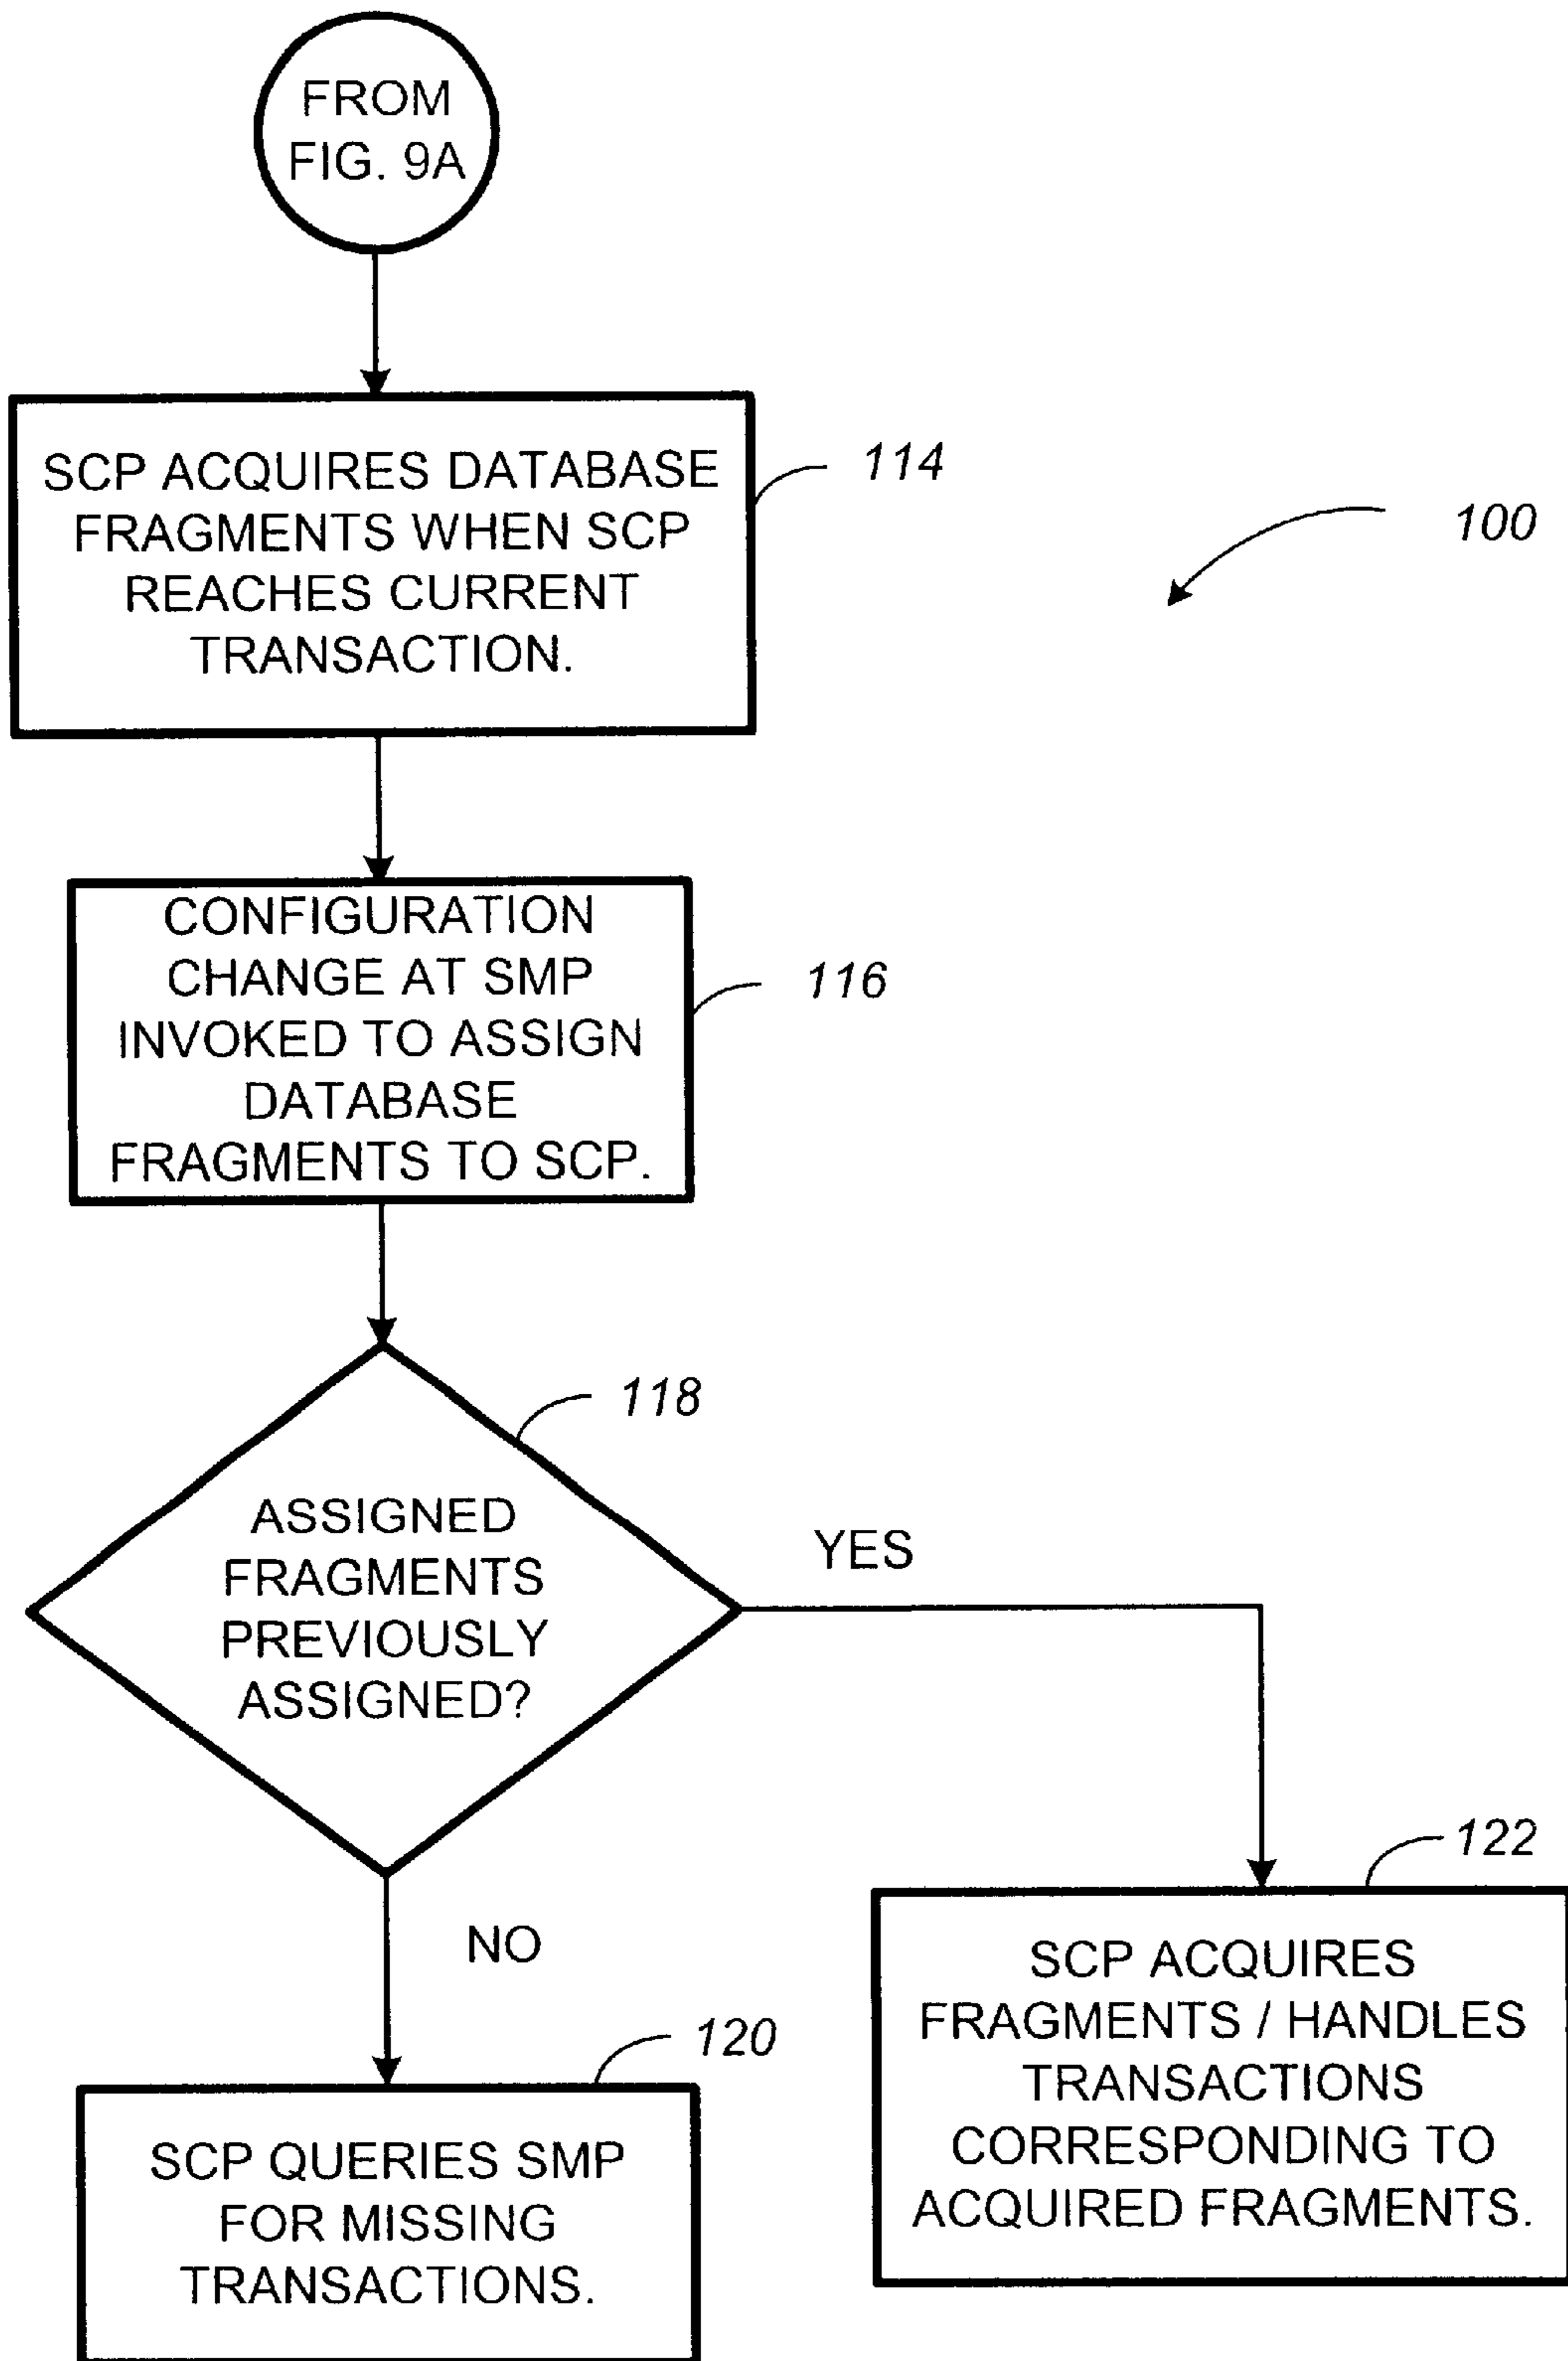 FROM
FIG. 9A
SCP ACQUIRES DATABASE
FRAGMENTS WHEN SCP
REACHES CURRENT
TRANSACTION.
114
100
CONFIGURATION
CHANGE AT SMP
INVOKED TO ASSIGN
DATABASE
FRAGMENTS TO SCP.
116
118
ASSIGNED
FRAGMENTS
PREVIOUSLY
ASSIGNED?
YES
NO
122
SCP ACQUIRES
FRAGMENTS / HANDLES
TRANSACTIONS
CORRESPONDING TO
ACQUIRED FRAGMENTS.
120
SCP QUERIES SMP
FOR MISSING
TRANSACTIONS.